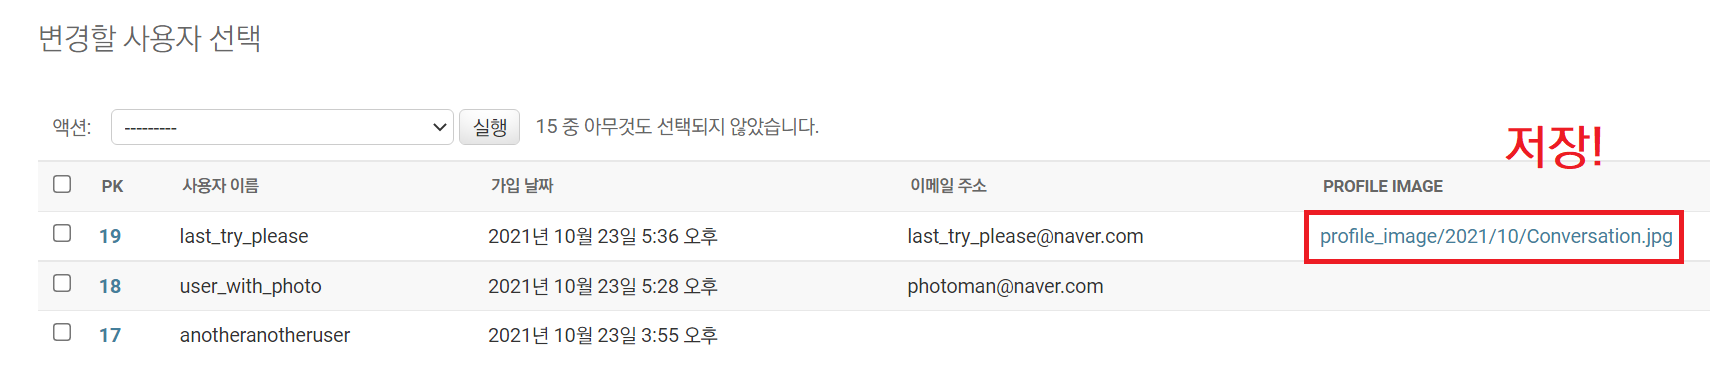 변경할 사용자 선택
액션: --------- 실행 15 중 아무것도 선택되지 않았습니다.
저장!
PK 사용자 이름 가입 날짜 이메일 주소 PROFILE IMAGE
19 last_try_please 2021년 10월 23일 5:36 오후 last_try_please@naver.com profile_image/2021/10/Conversation.jpg
18 user_with_photo 2021년 10월 23일 5:28 오후 photoman@naver.com
17 anotheranotheruser 2021년 10월 23일 3:55 오후